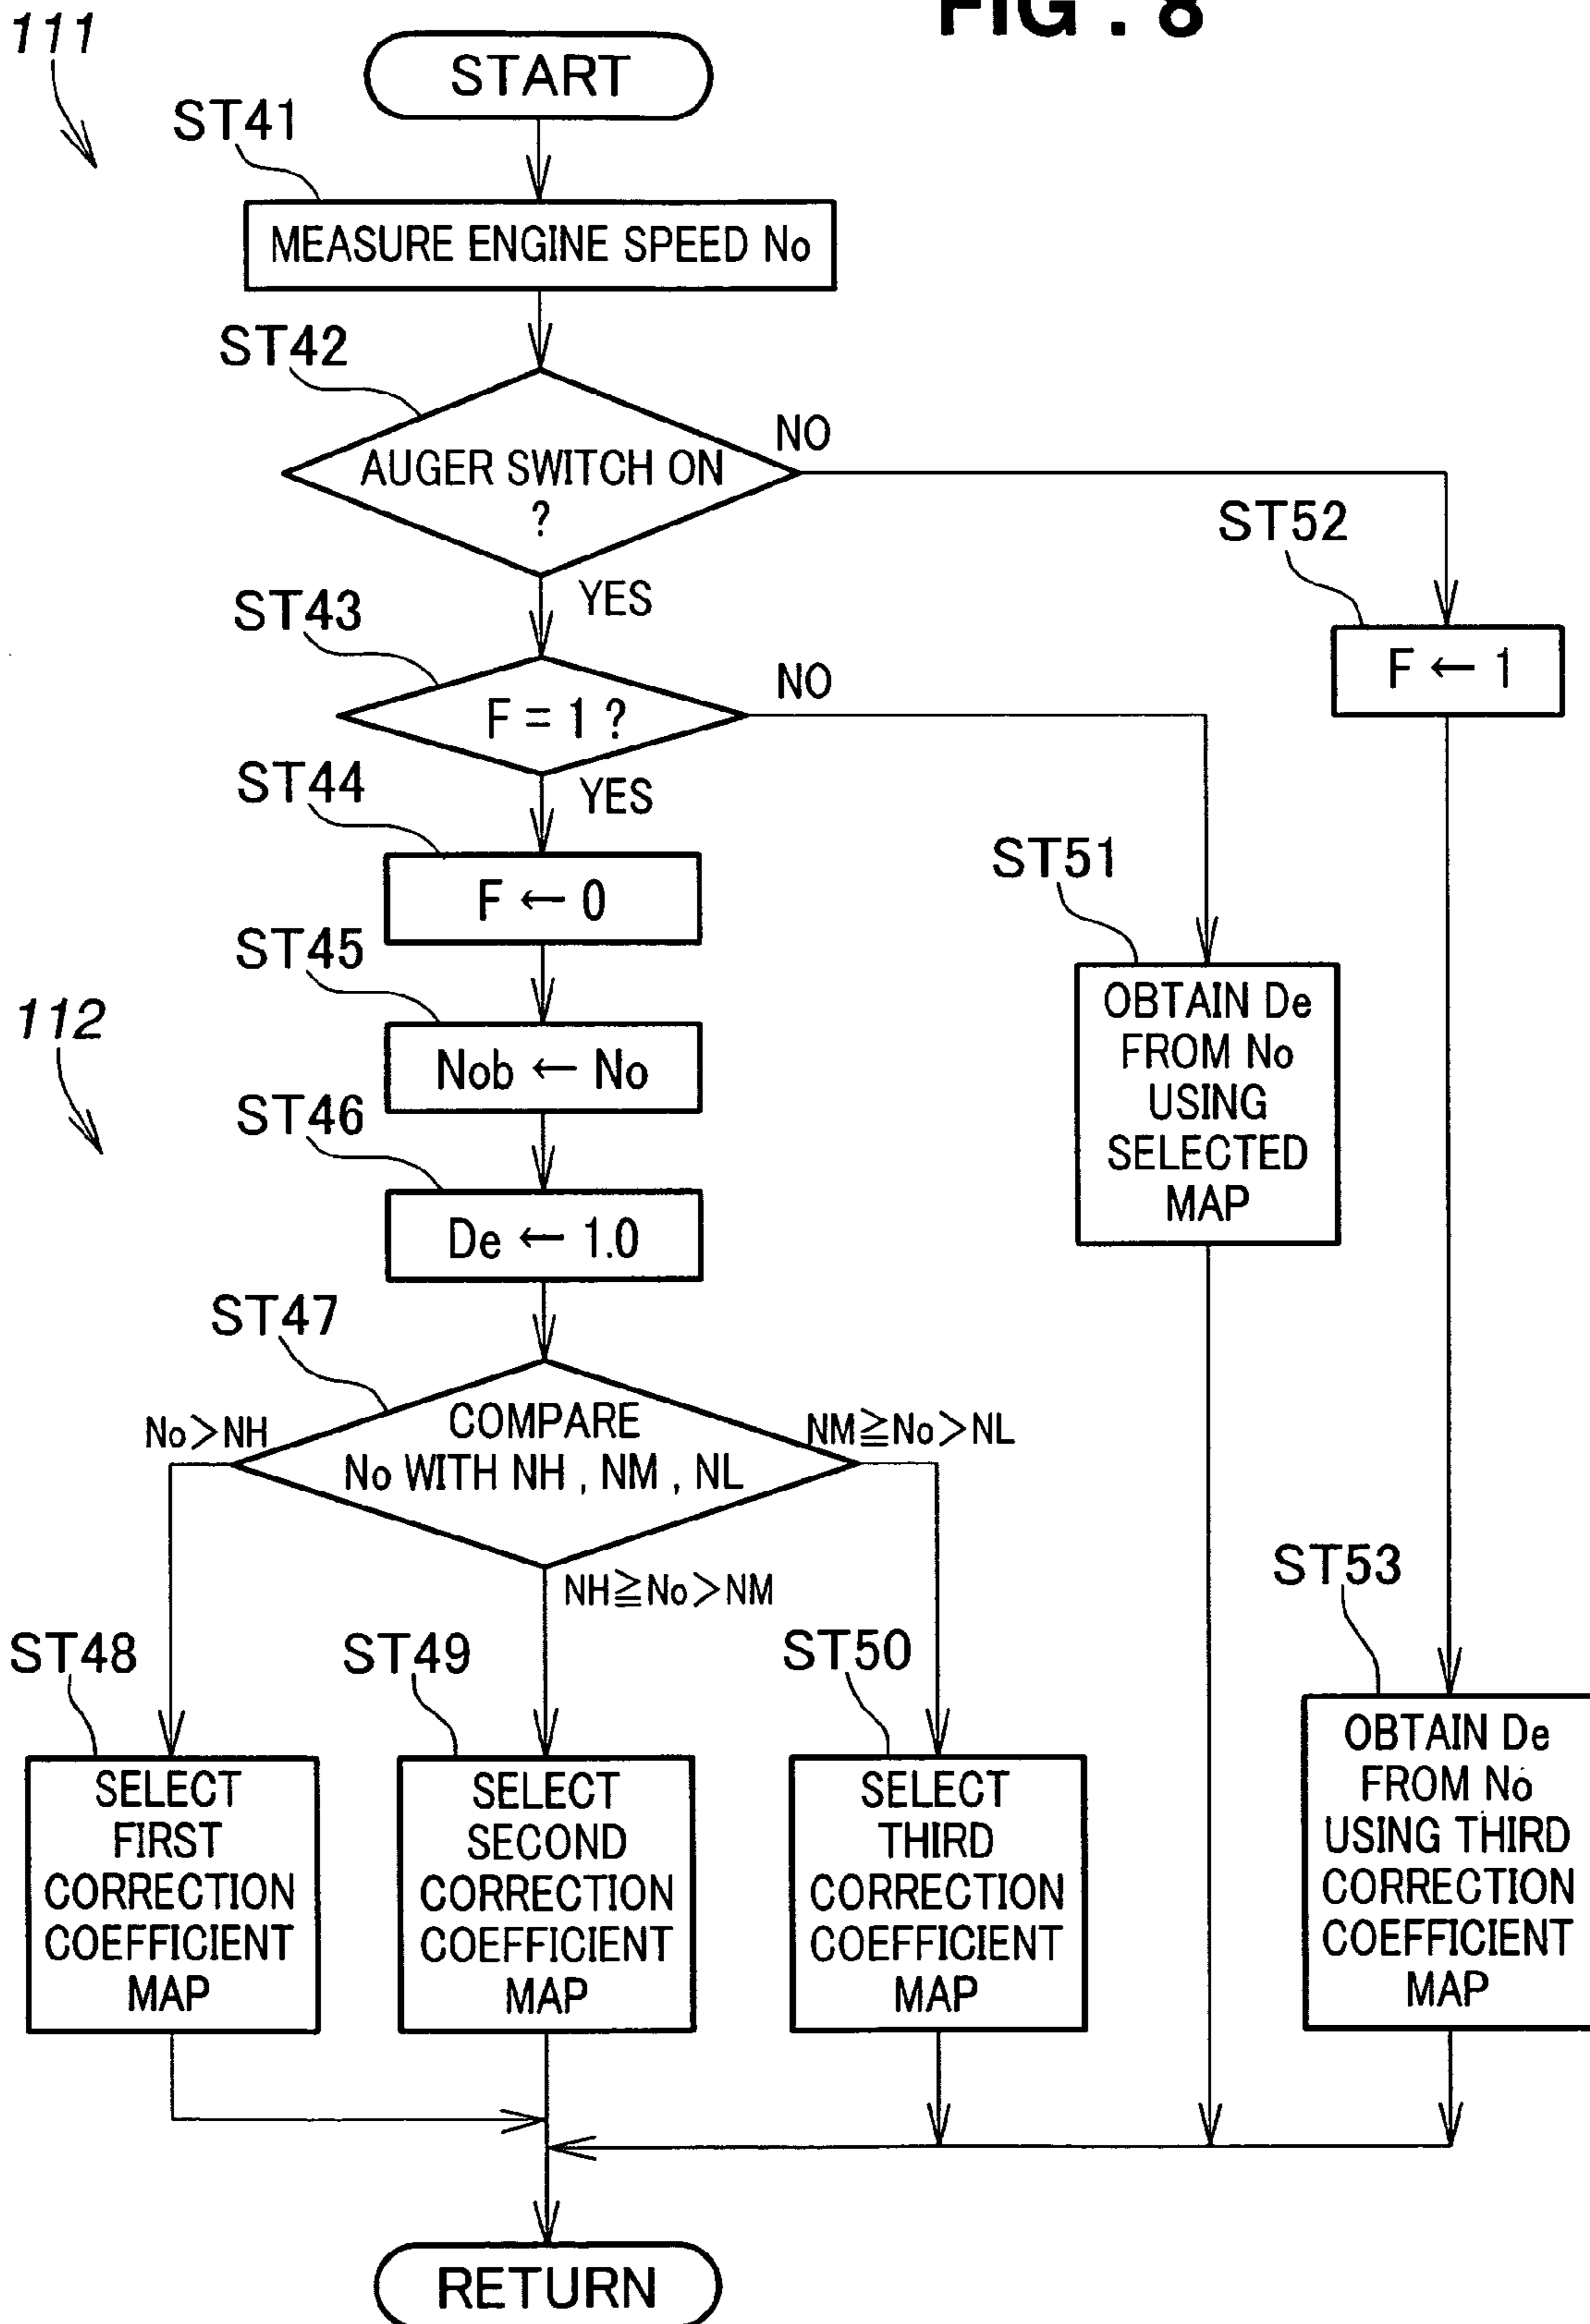 FIG . 8
111
START
ST41
MEASURE ENGINE SPEED No
ST42
AUGER SWITCH ON
?
NO
YES
ST52
F ← 1
ST43
F = 1 ?
NO
YES
ST44
F ← 0
ST51
OBTAIN De
FROM No
USING
SELECTED
MAP
ST45
Nob ← No
112
ST46
De ← 1.0
ST47
COMPARE
No WITH NH , NM , NL
No>NH
NM≧No>NL
NH≧No>NM
ST48
SELECT
FIRST
CORRECTION
COEFFICIENT
MAP
ST49
SELECT
SECOND
CORRECTION
COEFFICIENT
MAP
ST50
SELECT
THIRD
CORRECTION
COEFFICIENT
MAP
ST53
OBTAIN De
FROM No
USING THIRD
CORRECTION
COEFFICIENT
MAP
RETURN